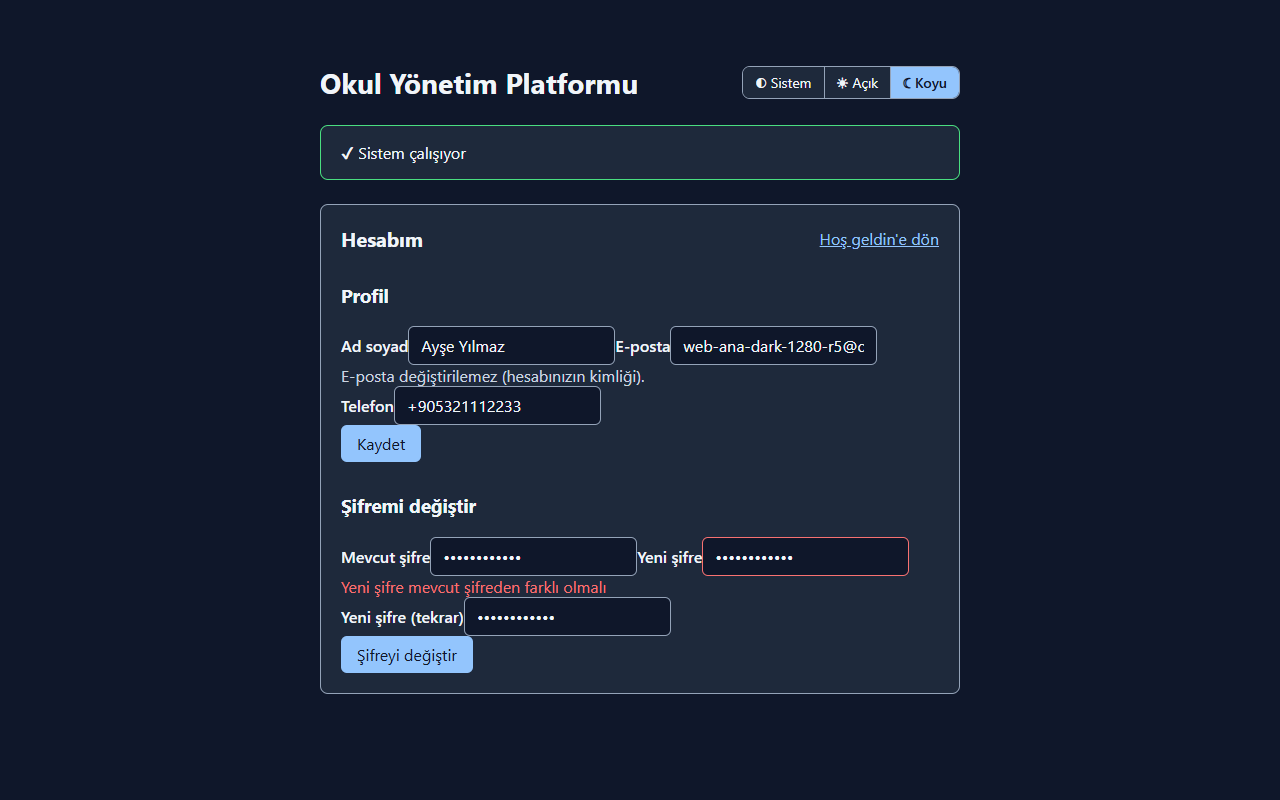 Okul Yönetim Platformu
◐ Sistem ☀ Açık ☾ Koyu
✔ Sistem çalışıyor
Hesabım
Hoş geldin'e dön
Profil
Ad soyad Ayşe Yılmaz E-posta web-ana-dark-1280-r5@c
E-posta değiştirilemez (hesabınızın kimliği).
Telefon +905321112233
Kaydet
Şifremi değiştir
Mevcut şifre •••••••••••• Yeni şifre ••••••••••••
Yeni şifre mevcut şifreden farklı olmalı
Yeni şifre (tekrar) ••••••••••••
Şifreyi değiştir